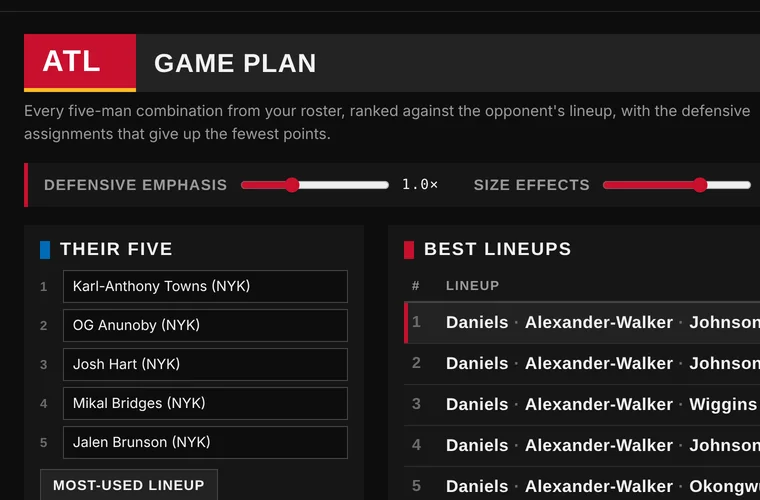 ATL GAME PLAN
Every five-man combination from your roster, ranked against the opponent's lineup, with the defensive
assignments that give up the fewest points.
DEFENSIVE EMPHASIS 1.0× SIZE EFFECTS
THEIR FIVE
1 Karl-Anthony Towns (NYK)
2 OG Anunoby (NYK)
3 Josh Hart (NYK)
4 Mikal Bridges (NYK)
5 Jalen Brunson (NYK)
MOST-USED LINEUP
BEST LINEUPS
# LINEUP
1 Daniels · Alexander-Walker · Johnson
2 Daniels · Alexander-Walker · Johnson
3 Daniels · Alexander-Walker · Wiggins
4 Daniels · Alexander-Walker · Johnson
5 Daniels · Alexander-Walker · Okongw